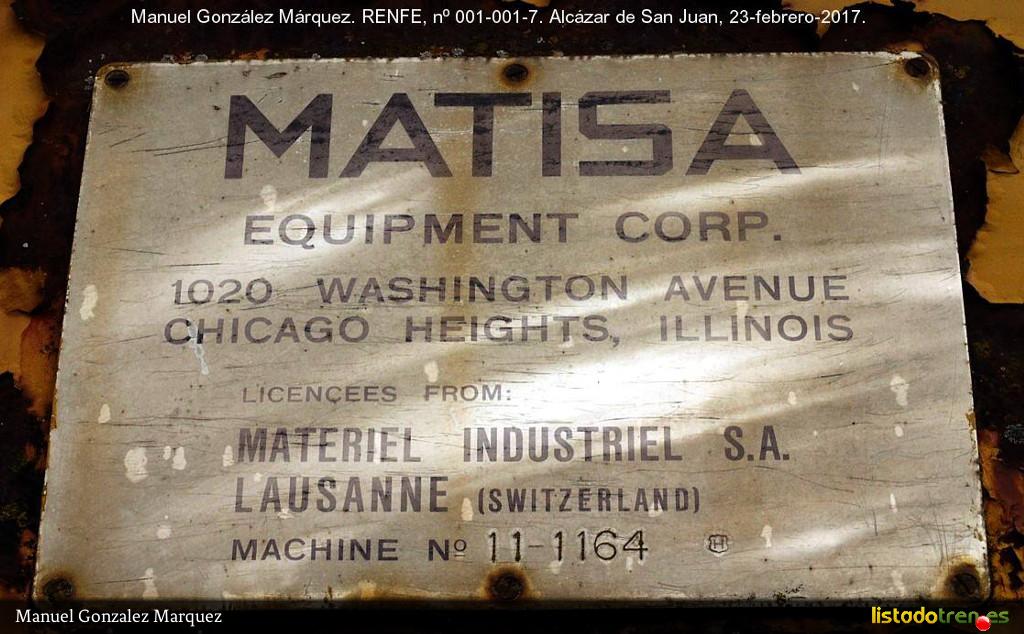 Manuel González Márquez. RENFE, nº 001-001-7. Alcázar de San Juan, 23-febrero-2017.
MATISA
EQUIPMENT CORP.
1020 WASHINGTON AVENUE
CHICAGO HEIGHTS, ILLINOIS
LICENCEES FROM:
MATERIEL INDUSTRIEL S.A.
LAUSANNE (SWITZERLAND)
MACHINE Nº 11-1164
Manuel Gonzalez Marquez
listadotren.es